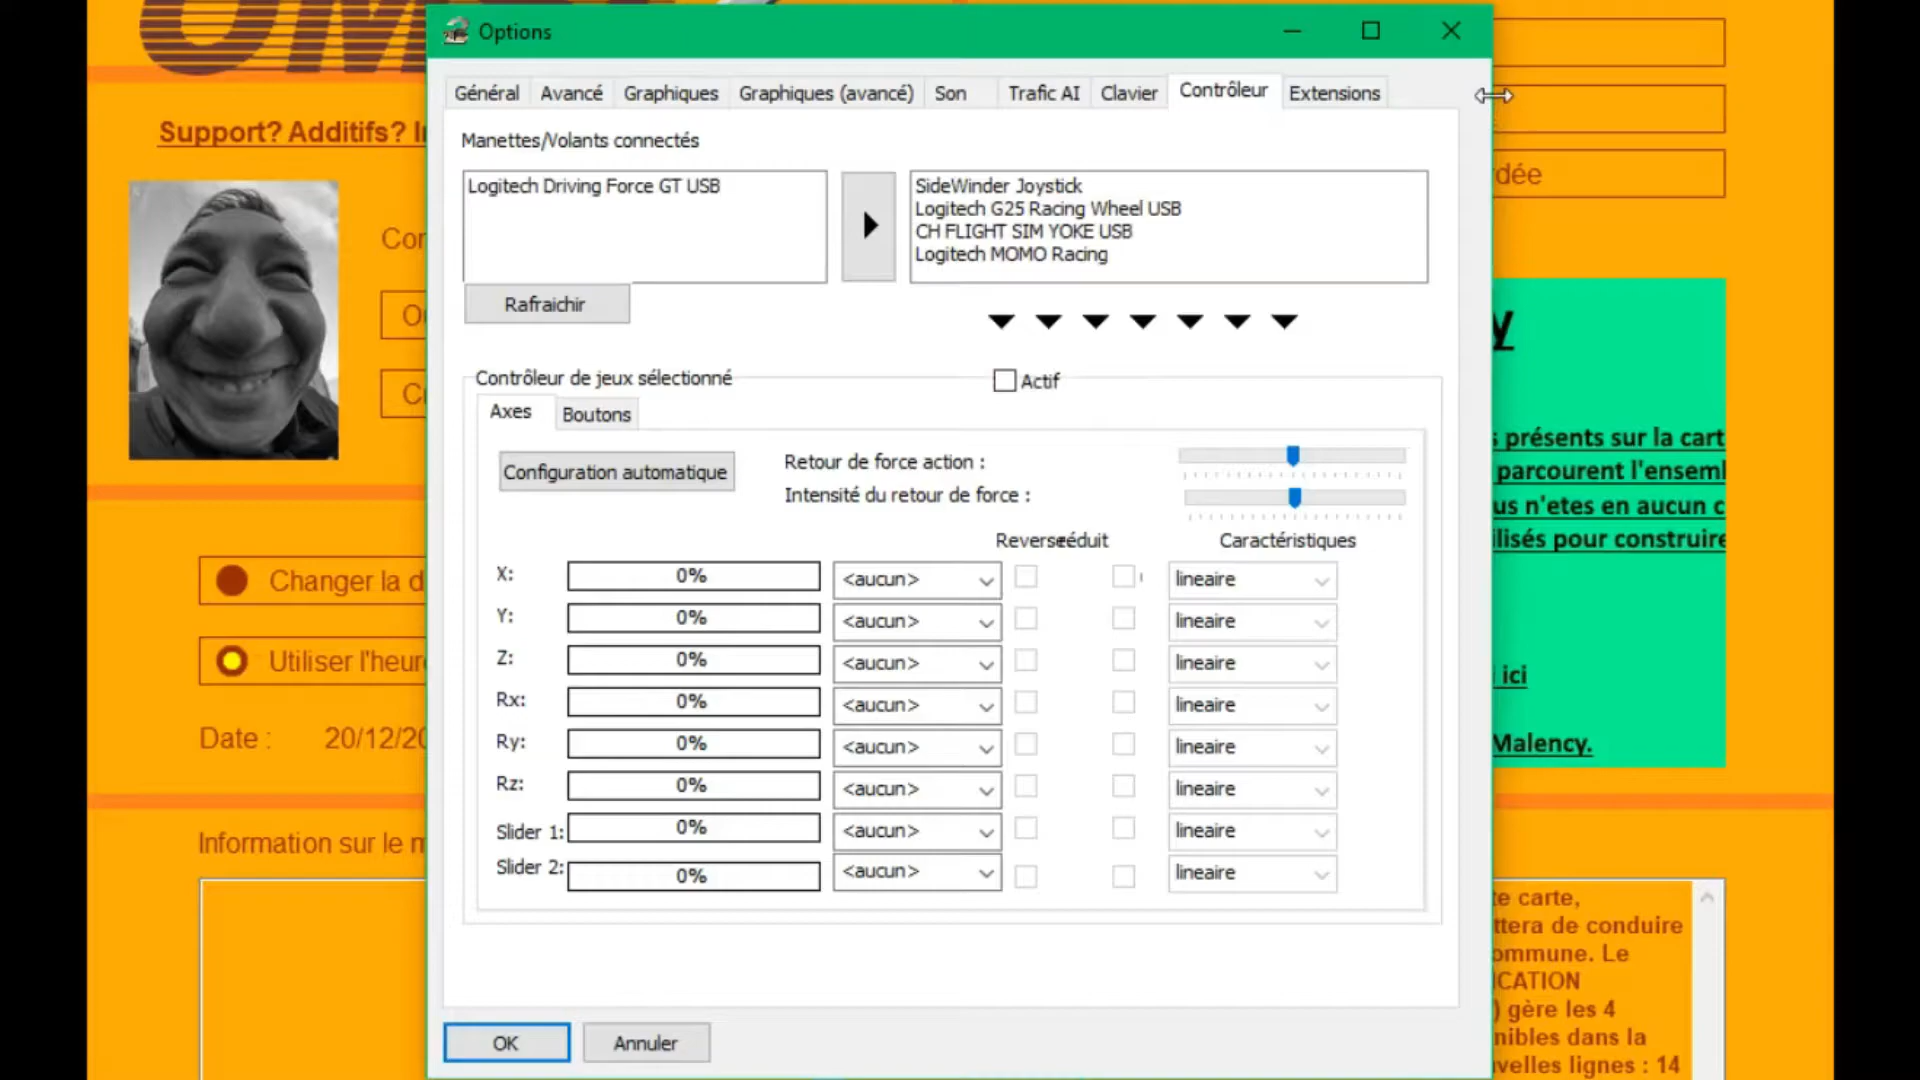 OM
Options
Général Avancé Graphiques Graphiques (avancé) Son Trafic AI Clavier Contrôleur Extensions
Support? Additifs?
Manettes/Volants connectés
Logitech Driving Force GT USB
SideWinder Joystick
Logitech G25 Racing Wheel USB
CH FLIGHT SIM YOKE USB
Logitech MOMO Racing
dée
Rafraichir
Contrôleur de jeux sélectionné
Actif
Axes Boutons
Configuration automatique
Retour de force action :
Intensité du retour de force :
Reverse éduit Caractéristiques
X: 0% <aucun> lineaire
Y: 0% <aucun> lineaire
Z: 0% <aucun> lineaire
Rx: 0% <aucun> lineaire
Ry: 0% <aucun> lineaire
Rz: 0% <aucun> lineaire
Slider 1: 0% <aucun> lineaire
Slider 2: 0% <aucun> lineaire
OK Annuler
Changer la d
Utiliser l'heur
Date : 20/12/20
Information sur le m
y
s présents sur la cart
parcourent l'ensem
us n'etes en aucun c
ilisés pour construire
ici
Malency.
te carte,
ttera de conduire
ommune. Le
ICATION
) gère les 4
nibles dans la
velles lignes : 14